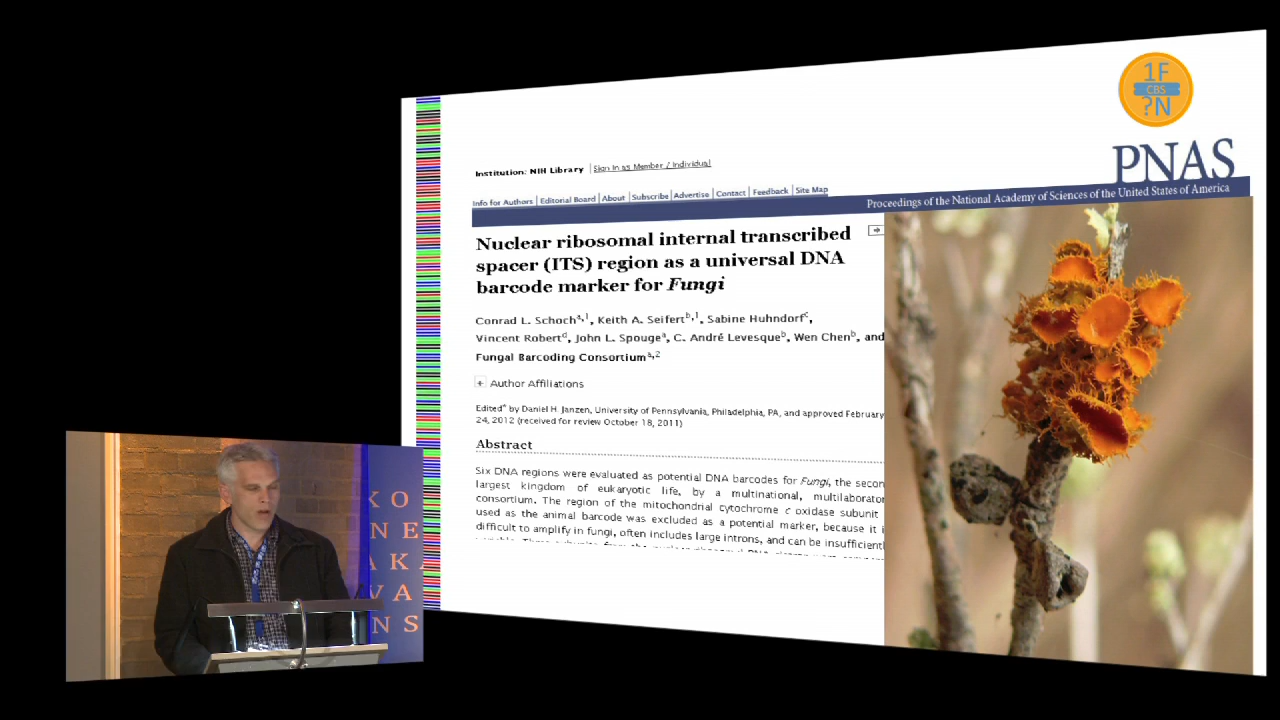 1F
CBS
?N
PNAS
Institution: NIH Library | Sign In as Member / Individual
Info for Authors | Editorial Board | About | Subscribe | Advertise | Contact | Feedback | Site Map
Proceedings of the National Academy of Sciences of the United States of America
Nuclear ribosomal internal transcribed
spacer (ITS) region as a universal DNA
barcode marker for Fungi
Conrad L. Schoch a,1, Keith A. Seifert b,1, Sabine Huhndorf c,
Vincent Robert d, John L. Spouge a, C. André Levesque b, Wen Chen b, and
Fungal Barcoding Consortium a,2
+ Author Affiliations
Edited* by Daniel H. Janzen, University of Pennsylvania, Philadelphia, PA, and approved February
24, 2012 (received for review October 18, 2011)
Abstract
Six DNA regions were evaluated as potential DNA barcodes for Fungi, the secon
largest kingdom of eukaryotic life, by a multinational, multilaborator
consortium. The region of the mitochondrial cytochrome c oxidase subunit
used as the animal barcode was excluded as a potential marker, because it i
difficult to amplify in fungi, often includes large introns, and can be insufficientl
KO
NE
AKA
VA
NS